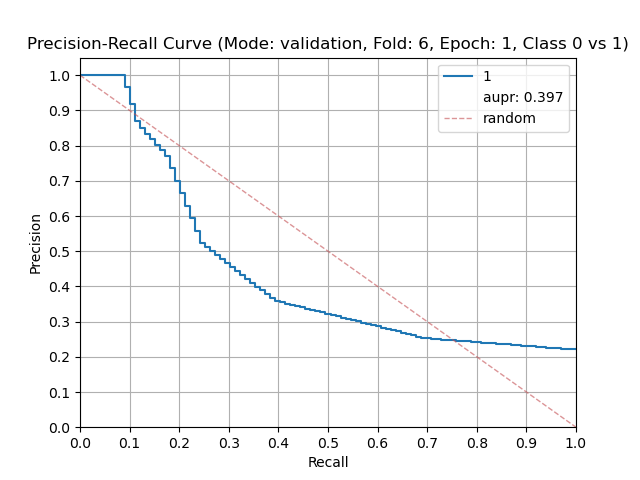 Precision-Recall Curve (Mode: validation, Fold: 6, Epoch: 1, Class 0 vs 1)
1
aupr: 0.397
random
Precision
1.0
0.9
0.8
0.7
0.6
0.5
0.4
0.3
0.2
0.1
0.0
0.0 0.1 0.2 0.3 0.4 0.5 0.6 0.7 0.8 0.9 1.0
Recall